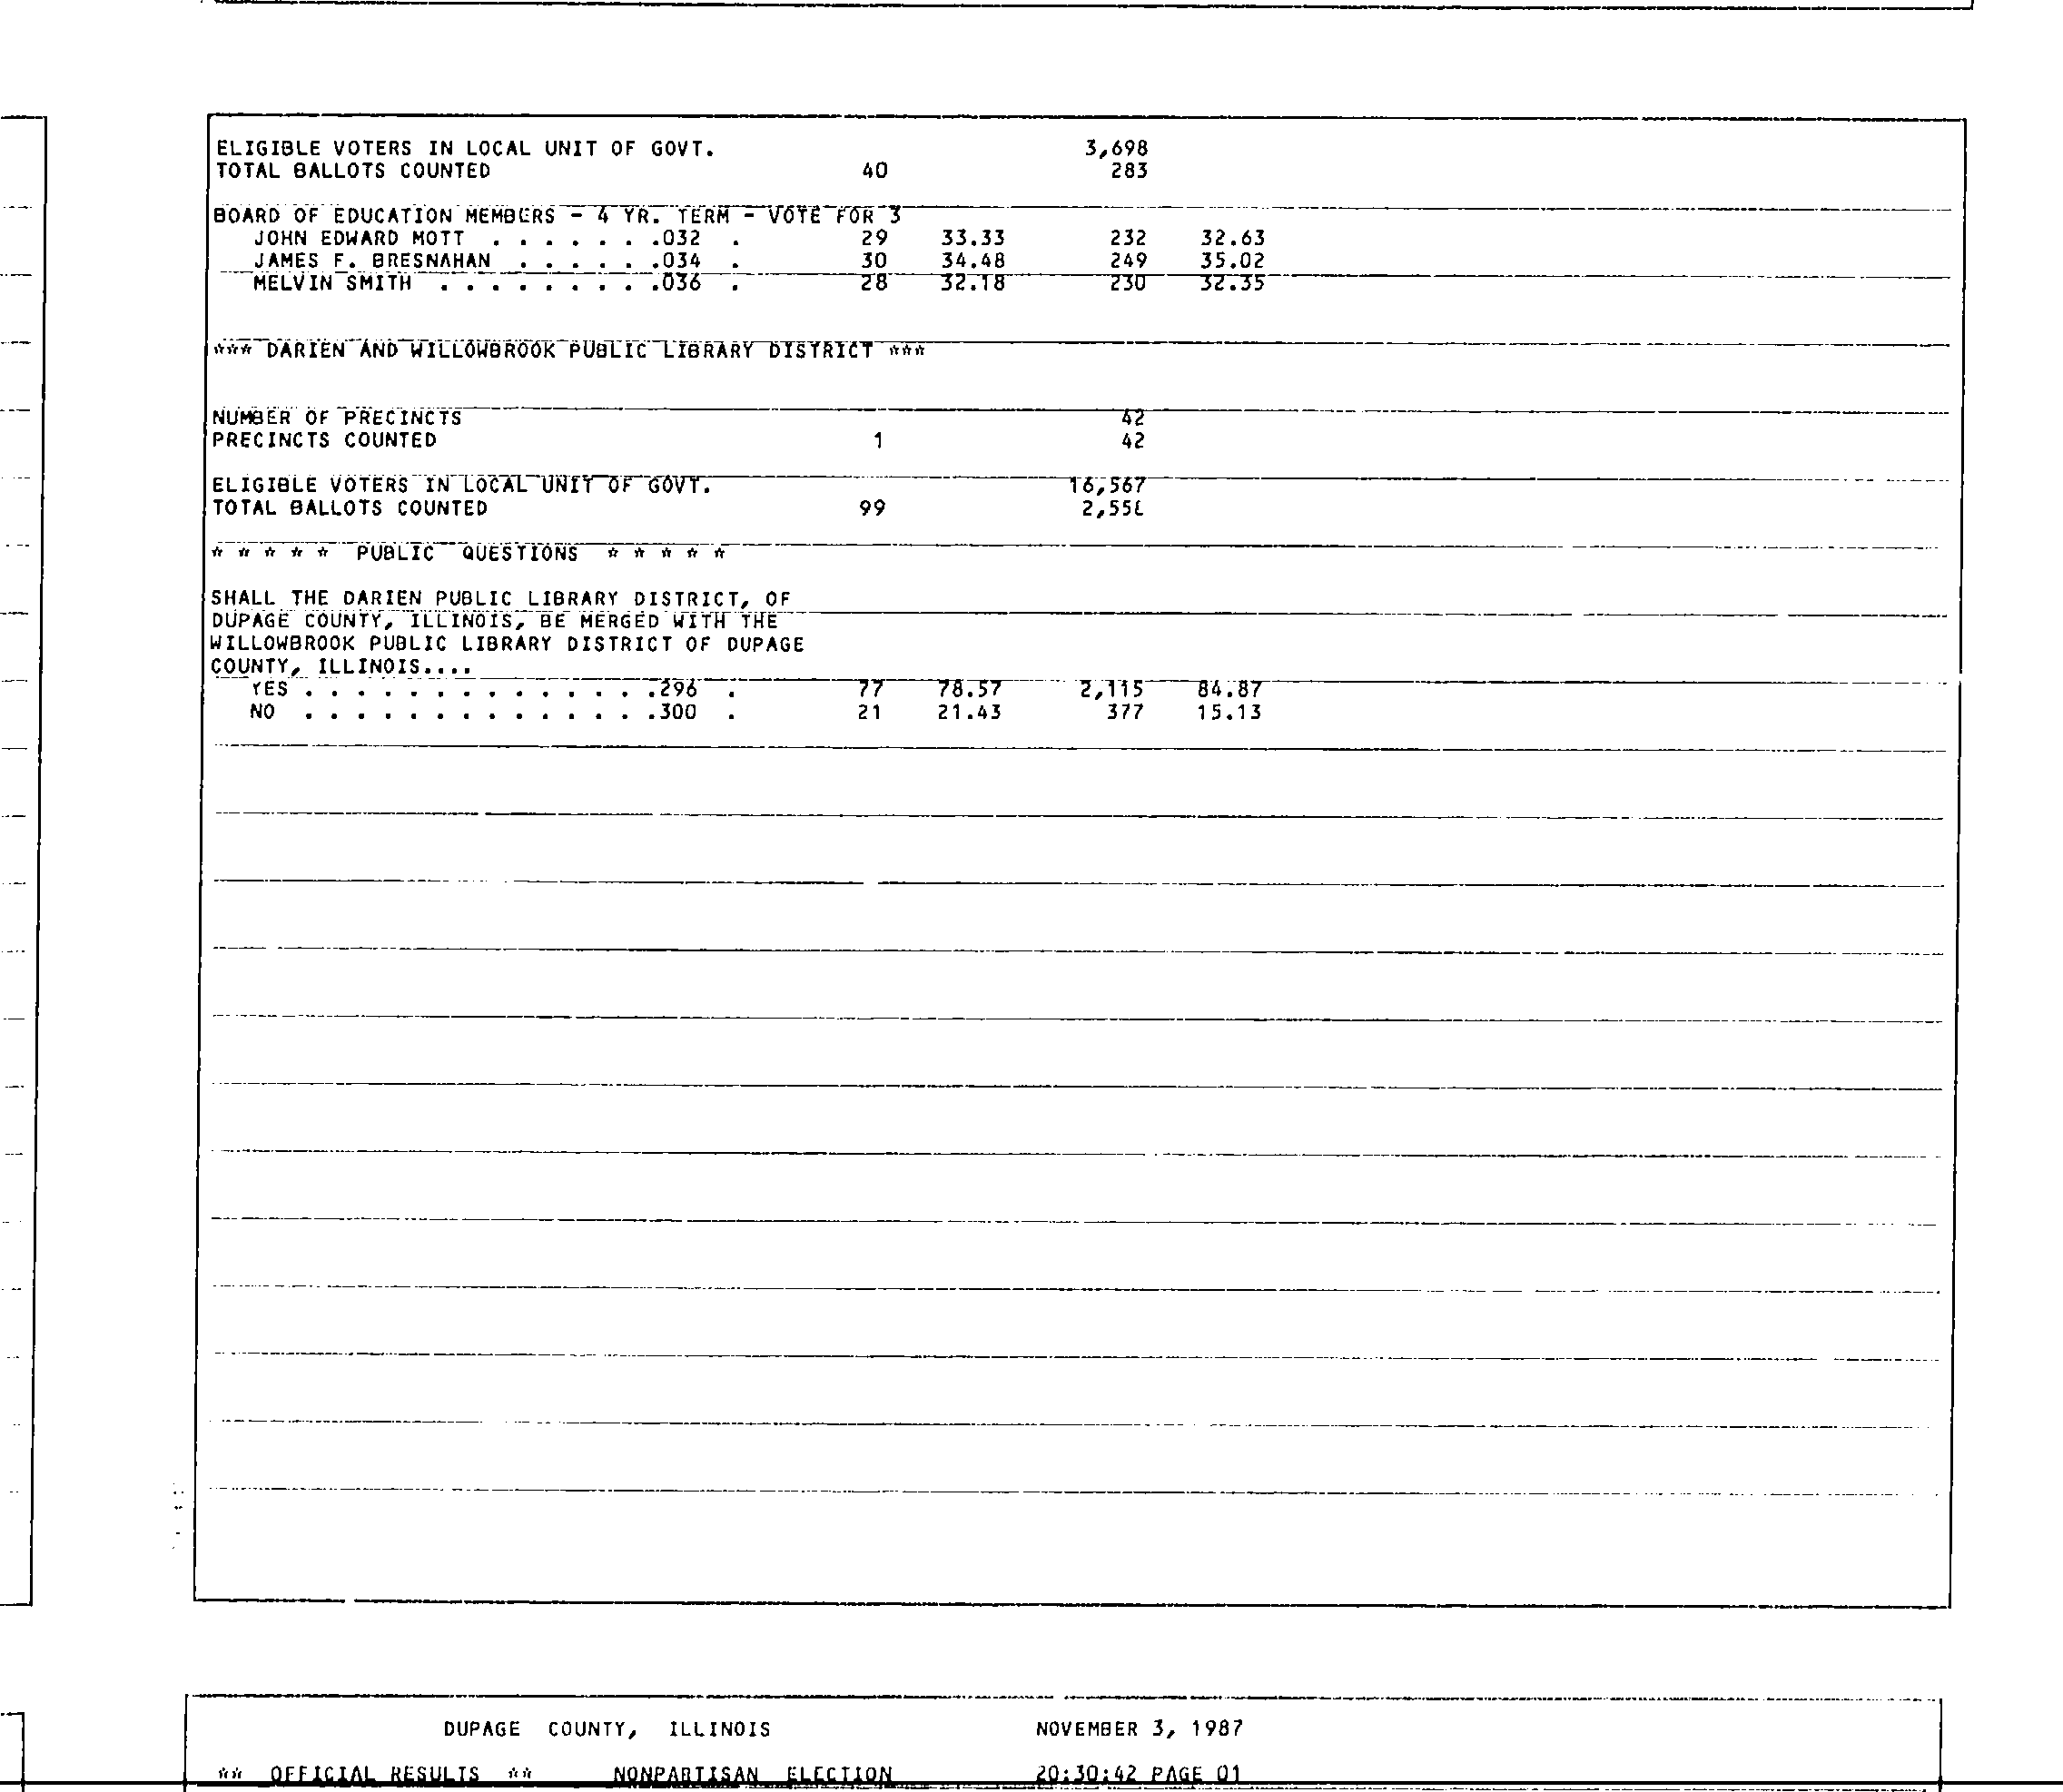 ELIGIBLE VOTERS IN LOCAL UNIT OF GOVT. 3,698
TOTAL BALLOTS COUNTED 40 283
BOARD OF EDUCATION MEMBERS - 4 YR. TERM - VOTE FOR 3
JOHN EDWARD MOTT . . . . . . .032 . 29 33.33 232 32.63
JAMES F. BRESNAHAN . . . . . .034 . 30 34.48 249 35.02
MELVIN SMITH . . . . . . . . .036 . 28 32.18 230 32.35
*** DARIEN AND WILLOWBROOK PUBLIC LIBRARY DISTRICT ***
NUMBER OF PRECINCTS 42
PRECINCTS COUNTED 1 42
ELIGIBLE VOTERS IN LOCAL UNIT OF GOVT. 16,567
TOTAL BALLOTS COUNTED 99
* * * * * PUBLIC QUESTIONS * * * * *
SHALL THE DARIEN PUBLIC LIBRARY DISTRICT, OF
DUPAGE COUNTY, ILLINOIS, BE MERGED WITH THE
WILLOWBROOK PUBLIC LIBRARY DISTRICT OF DUPAGE
COUNTY, ILLINOIS....
YES . . . . . . . . . . . . . .296 . 77 78.57 2,115 84.87
NO . . . . . . . . . . . . . .300 . 21 21.43 377 15.13
DUPAGE COUNTY, ILLINOIS NOVEMBER 3, 1987
** OFFICIAL RESULTS ** NONPARTISAN ELECTION 20:30:42 PAGE 01